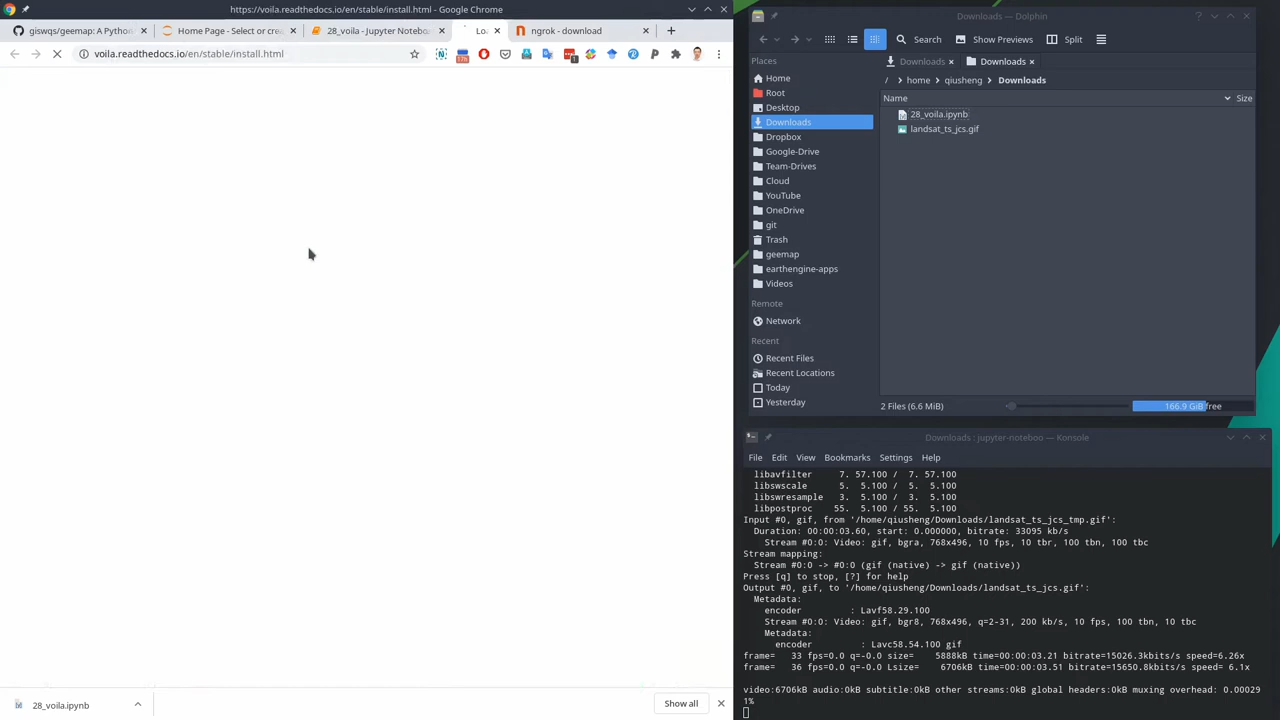 https://voila.readthedocs.io/en/stable/install.html - Google Chrome
giswqs/geemap: A Python
Home Page - Select or crea
28_voila - Jupyter Noteboo
Loa
ngrok - download
voila.readthedocs.io/en/stable/install.html
28_voila.ipynb
Show all
Downloads — Dolphin
Search
Show Previews
Split
Places
Downloads
Downloads
Home
Root
Desktop
Downloads
Dropbox
Google-Drive
Team-Drives
Cloud
YouTube
OneDrive
git
Trash
geemap
earthengine-apps
Videos
Remote
Network
Recent
Recent Files
Recent Locations
Today
Yesterday
/ > home > qiusheng > Downloads
Name
Size
28_voila.ipynb
landsat_ts_jcs.gif
2 Files (6.6 MiB)
166.9 GiB free
Downloads : jupyter-noteboo — Konsole
File Edit View Bookmarks Settings Help
libavfilter 7. 57.100 / 7. 57.100
libswscale 5. 5.100 / 5. 5.100
libswresample 3. 5.100 / 3. 5.100
libpostproc 55. 5.100 / 55. 5.100
Input #0, gif, from '/home/qiusheng/Downloads/landsat_ts_jcs_tmp.gif':
Duration: 00:00:03.60, start: 0.000000, bitrate: 33095 kb/s
Stream #0:0: Video: gif, bgra, 768x496, 10 fps, 10 tbr, 100 tbn, 100 tbc
Stream mapping:
Stream #0:0 -> #0:0 (gif (native) -> gif (native))
Press [q] to stop, [?] for help
Output #0, gif, to '/home/qiusheng/Downloads/landsat_ts_jcs.gif':
Metadata:
encoder : Lavf58.29.100
Stream #0:0: Video: gif, bgr8, 768x496, q=2-31, 200 kb/s, 10 fps, 100 tbn, 10 tbc
Metadata:
encoder : Lavc58.54.100 gif
frame= 33 fps=0.0 q=-0.0 size= 5888kB time=00:00:03.21 bitrate=15026.3kbits/s speed=6.26x
frame= 36 fps=0.0 q=-0.0 Lsize= 6706kB time=00:00:03.51 bitrate=15650.8kbits/s speed= 6.1x
video:6706kB audio:0kB subtitle:0kB other streams:0kB global headers:0kB muxing overhead: 0.00029
1%